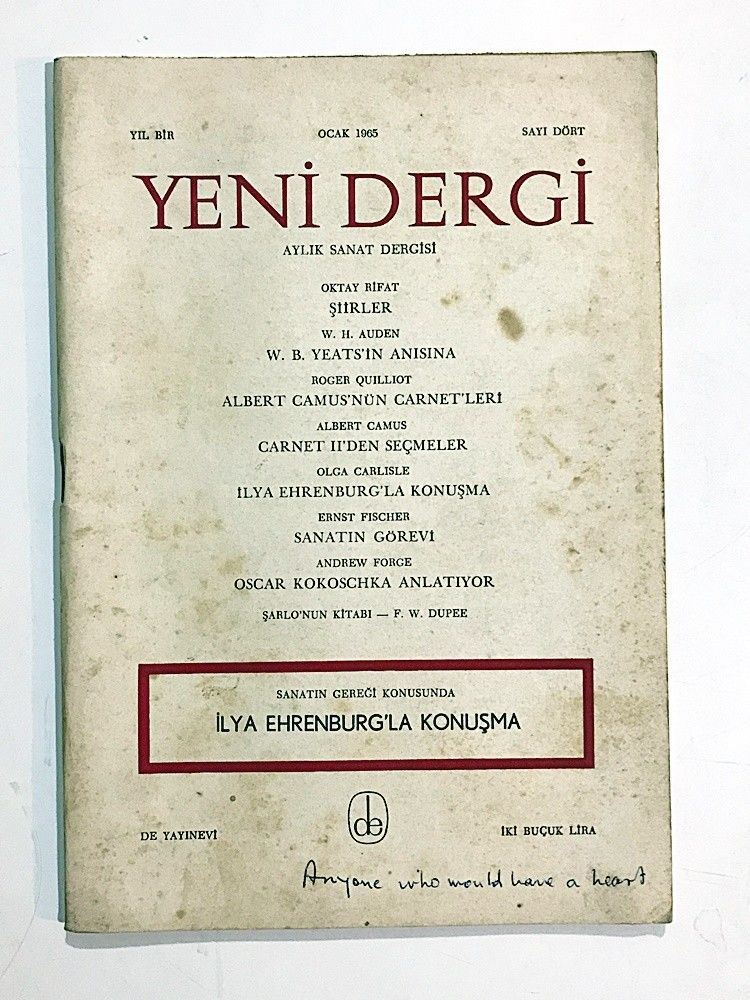 YIL BİR OCAK 1965 SAYI DÖRT
YENİ DERGİ
AYLIK SANAT DERGİSİ
OKTAY RİFAT
ŞİİRLER
W. H. AUDEN
W. B. YEATS'İN ANISINA
ROGER QUILLIOT
ALBERT CAMUS'NÜN CARNET'LERİ
ALBERT CAMUS
CARNET II'DEN SEÇMELER
OLGA CARLISLE
İLYA EHRENBURG'LA KONUŞMA
ERNST FISCHER
SANATIN GÖREVİ
ANDREW FORGE
OSCAR KOKOSCHKA ANLATIYOR
ŞARLO'NUN KİTABI — F. W. DUPEE
SANATIN GEREĞİ KONUSUNDA
İLYA EHRENBURG'LA KONUŞMA
de
DE YAYINEVİ İKİ BUÇUK LİRA
Anyone who would have a heart